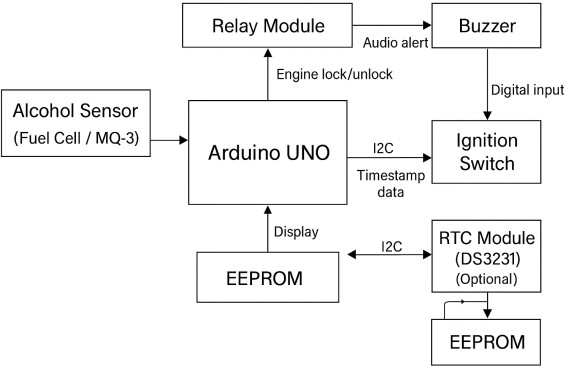 Relay Module
Buzzer
Audio alert
Engine lock/unlock
Digital input
Alcohol Sensor
(Fuel Cell / MQ-3)
Arduino UNO
I2C
Timestamp
data
Ignition
Switch
Display
EEPROM
I2C
RTC Module
(DS3231)
(Optional)
EEPROM